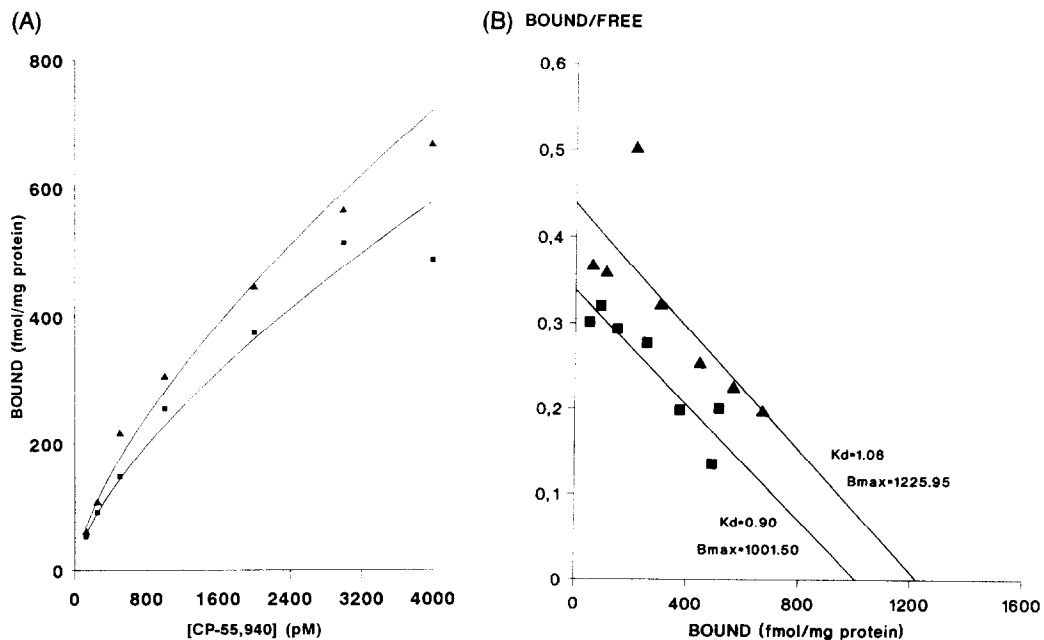 (A)
800
600
400
200
0
BOUND (fmol/mg protein)
0 800 1600 2400 3200 4000
[CP-55,940] (pM)
(B) BOUND/FREE
0,6
0,5
0,4
0,3
0,2
0,1
0
Kd=1.08
Bmax=1225.95
Kd=0.90
Bmax=1001.50
0 400 800 1200 1600
BOUND (fmol/mg protein)